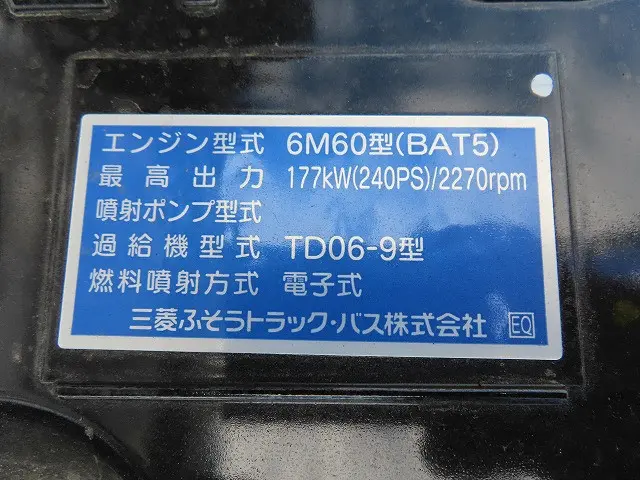 エンジン型式 6M60型(BAT5)
最高出力 177kW(240PS)/2270rpm
噴射ポンプ型式
過給機型式 TD06-9型
燃料噴射方式 電子式
三菱ふそうトラック・バス株式会社 EQ